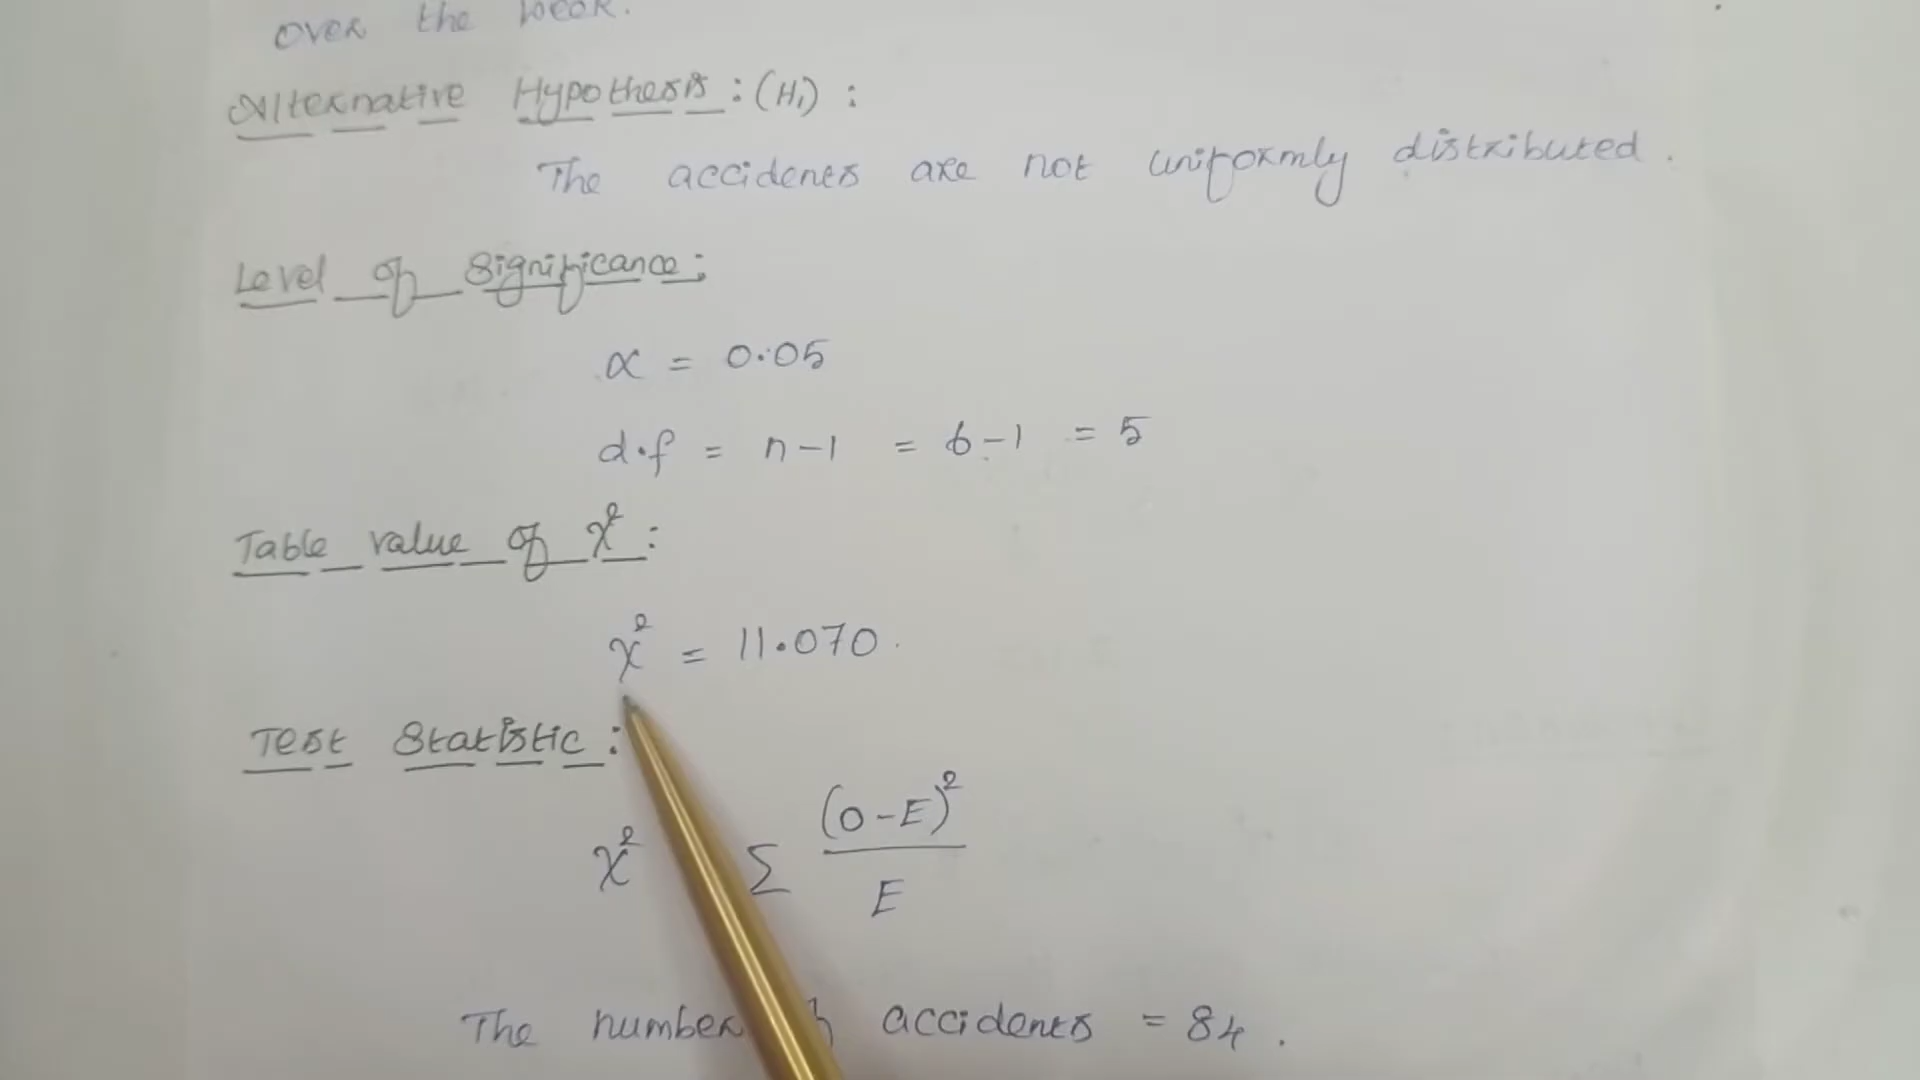 over the week.
Alternative Hypothesis : (H₁) :
The accidents are not uniformly distributed.
Level of Significance :
α = 0.05
d.f = n-1 = 6-1 = 5
Table value of χ² :
χ² = 11.070.
Test Statistic :
χ² Σ (O-E)² / E
The number accidents = 84.